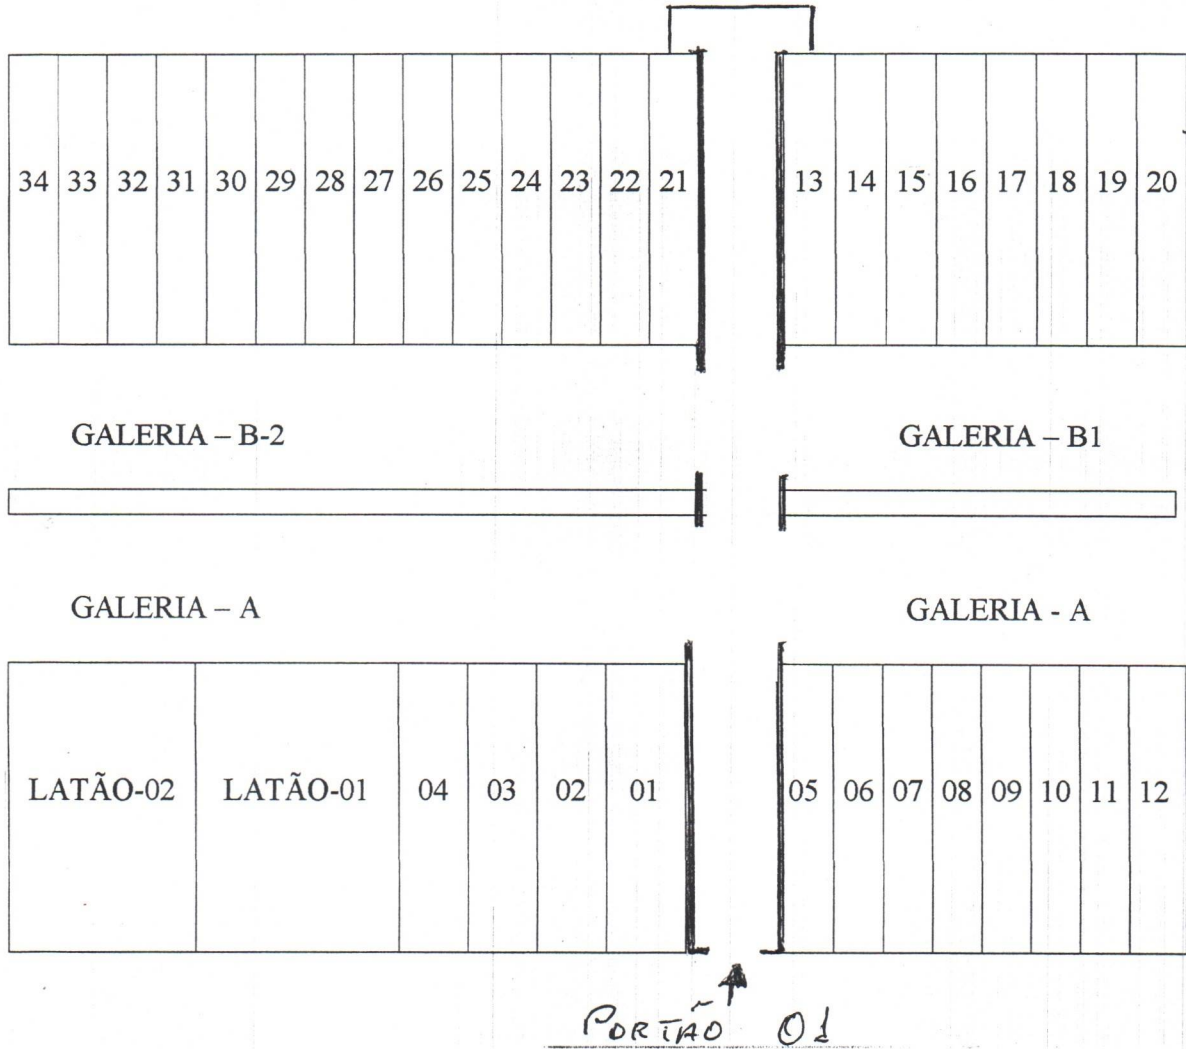 34 33 32 31 30 29 28 27 26 25 24 23 22 21 13 14 15 16 17 18 19 20
GALERIA – B-2 GALERIA – B1
GALERIA – A GALERIA - A
LATÃO-02 LATÃO-01 04 03 02 01 05 06 07 08 09 10 11 12
PORTÃO 01